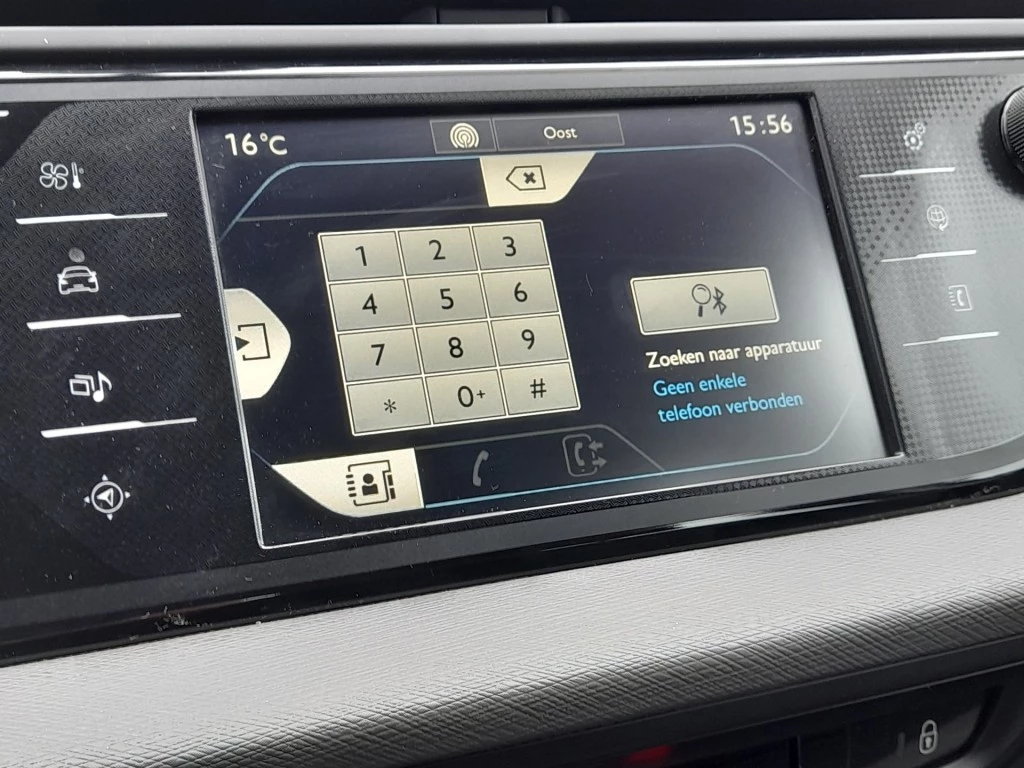 16°C
Oost
15:56
1 2 3
4 5 6
7 8 9
* 0+ #
Zoeken naar apparatuur
Geen enkele
telefoon verbonden